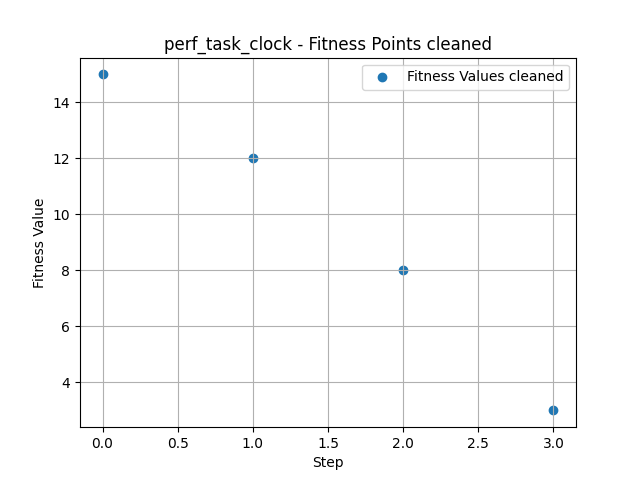 perf_task_clock - Fitness Points cleaned
Fitness Values cleaned
Fitness Value
14
12
10
8
6
4
0.0 0.5 1.0 1.5 2.0 2.5 3.0
Step